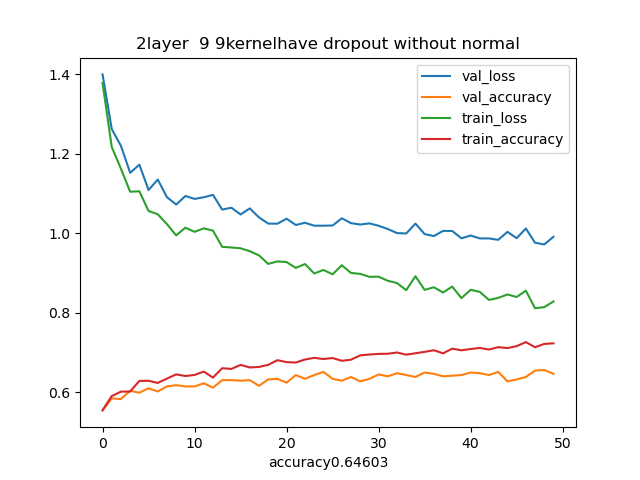 2layer  9 9kernelhave dropout without normal
val_loss
val_accuracy
train_loss
train_accuracy
1.4
1.2
1.0
0.8
0.6
0 10 20 30 40 50
accuracy0.64603